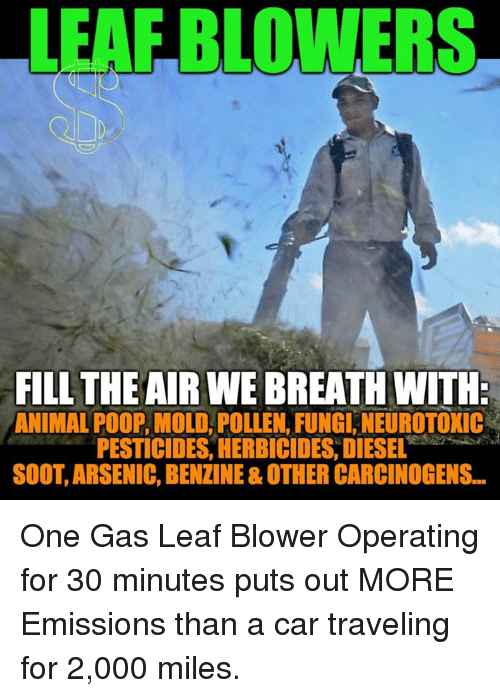 LEAF BLOWERS
FILL THE AIR WE BREATH WITH:
ANIMAL POOP, MOLD, POLLEN, FUNGI, NEUROTOXIC
PESTICIDES, HERBICIDES, DIESEL
SOOT, ARSENIC, BENZINE & OTHER CARCINOGENS...
One Gas Leaf Blower Operating
for 30 minutes puts out MORE
Emissions than a car traveling
for 2,000 miles.